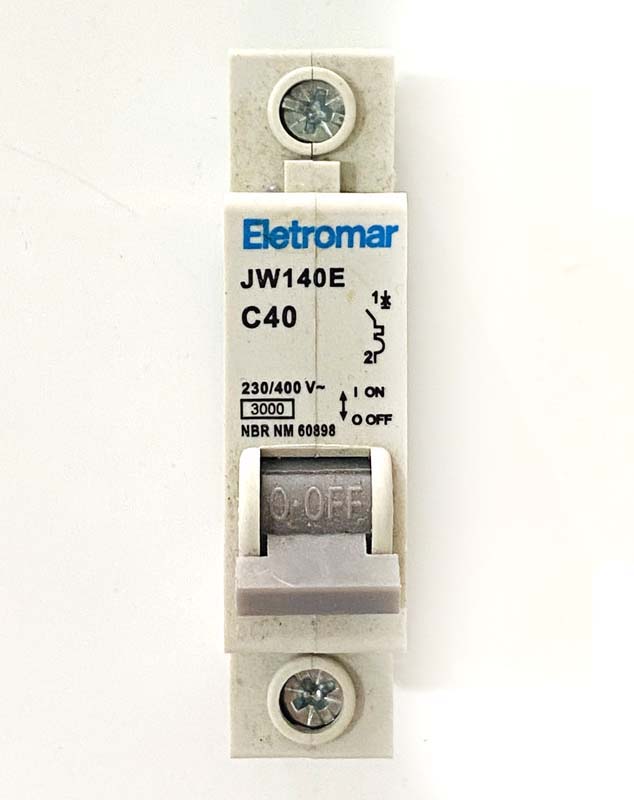 Eletromar
JW140E
C40
1
2
230/400 V~
3000
NBR NM 60898
I ON
O OFF
O·OFF